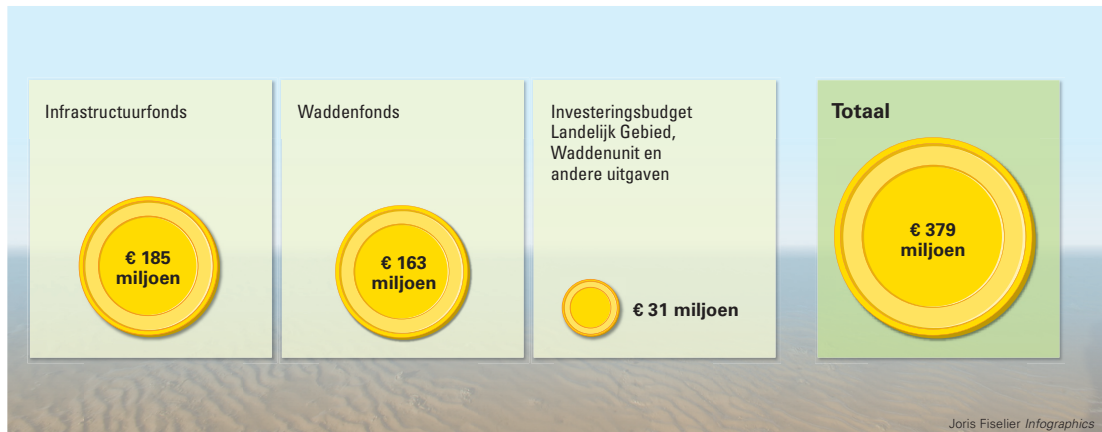 Infrastructuurfonds
€ 185
miljoen
Waddenfonds
€ 163
miljoen
Investeringsbudget
Landelijk Gebied,
Waddenunit en
andere uitgaven
€ 31 miljoen
Totaal
€ 379
miljoen
Joris Fiselier Infographics